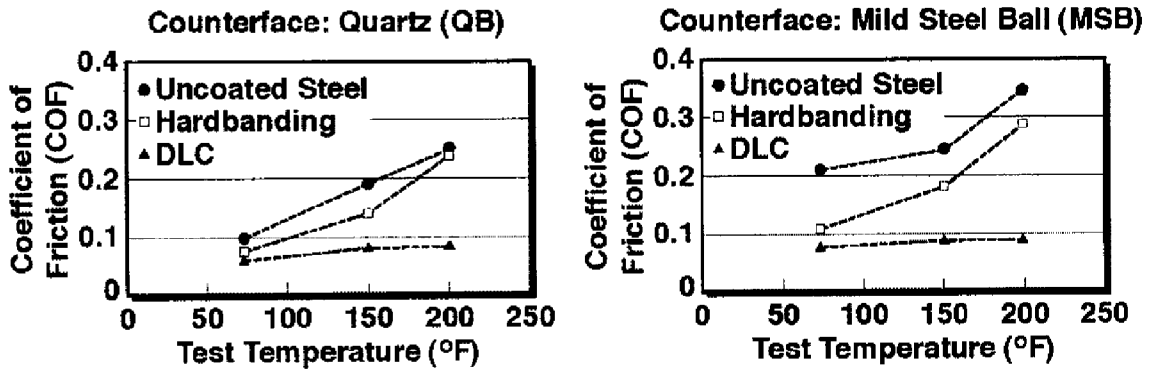 Counterface: Quartz (QB)
Coefficient of
Friction (COF)
0.4
0.3
0.2
0.1
0
Uncoated Steel
Hardbanding
DLC
0 50 100 150 200 250
Test Temperature (°F)
Counterface: Mild Steel Ball (MSB)
Coefficient of
Friction (COF)
0.4
0.3
0.2
0.1
0
Uncoated Steel
Hardbanding
DLC
0 50 100 150 200 250
Test Temperature (°F)